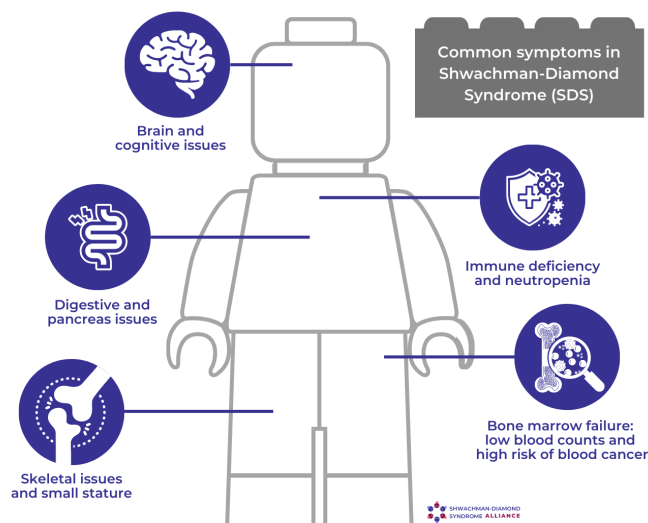 Common symptoms in
Shwachman-Diamond
Syndrome (SDS)
Brain and
cognitive issues
Immune deficiency
and neutropenia
Digestive and
pancreas issues
Bone marrow failure:
low blood counts and
high risk of blood cancer
Skeletal issues
and small stature
SHWACHMAN-DIAMOND
SYNDROME ALLIANCE